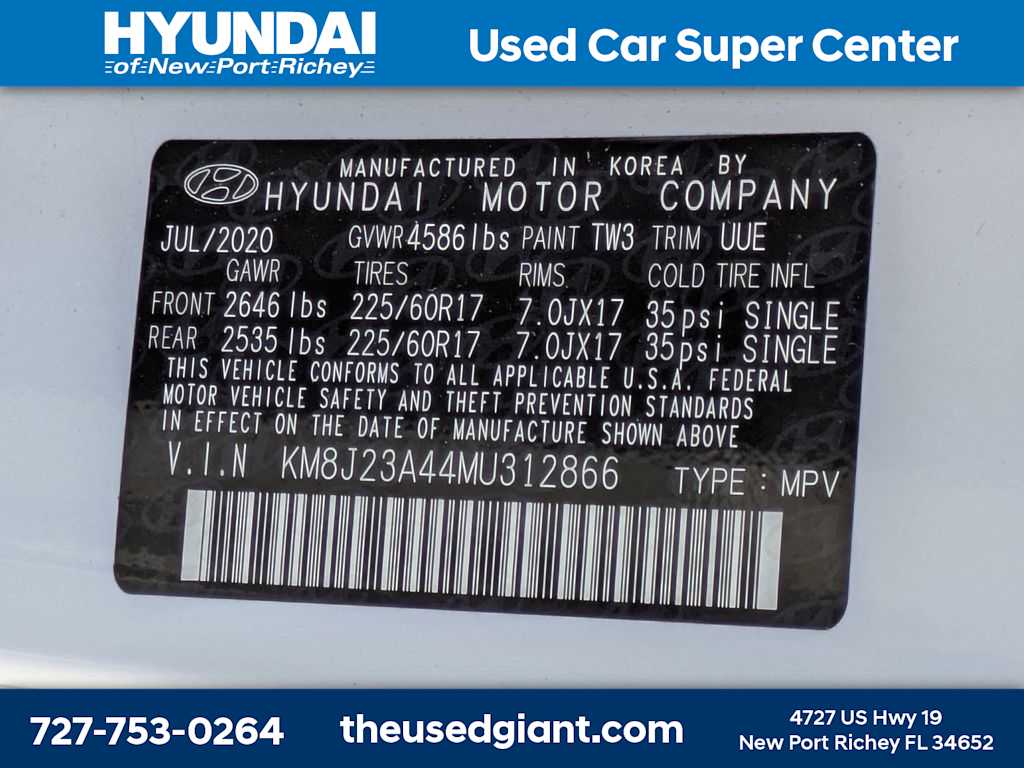 HYUNDAI
of New Port Richey
Used Car Super Center
MANUFACTURED IN KOREA BY
HYUNDAI MOTOR COMPANY
JUL/2020 GVWR 4586 lbs PAINT TW3 TRIM UUE
GAWR TIRES RIMS COLD TIRE INFL
FRONT 2646 lbs 225/60R17 7.0JX17 35psi SINGLE
REAR 2535 lbs 225/60R17 7.0JX17 35psi SINGLE
THIS VEHICLE CONFORMS TO ALL APPLICABLE U.S.A. FEDERAL
MOTOR VEHICLE SAFETY AND THEFT PREVENTION STANDARDS
IN EFFECT ON THE DATE OF MANUFACTURE SHOWN ABOVE
V.I.N KM8J23A44MU312866 TYPE : MPV
727-753-0264
theusedgiant.com
4727 US Hwy 19
New Port Richey FL 34652